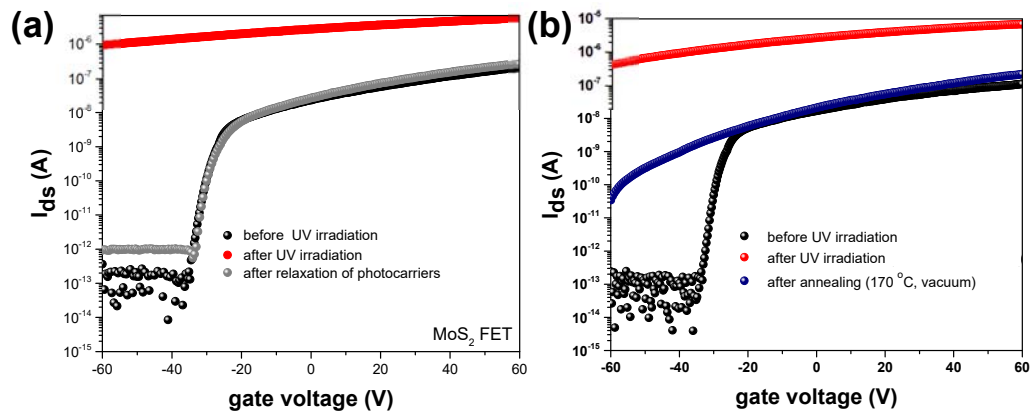 (a)
I_ds (A)
10^-6
10^-7
10^-8
10^-9
10^-10
10^-11
10^-12
10^-13
10^-14
10^-15
before UV irradiation
after UV irradiation
after relaxation of photocarriers
MoS₂ FET
-60 -40 -20 0 20 40 60
gate voltage (V)
(b)
I_ds (A)
10^-5
10^-6
10^-7
10^-8
10^-9
10^-10
10^-11
10^-12
10^-13
10^-14
10^-15
before UV irradiation
after UV irradiation
after annealing (170 °C, vacuum)
-60 -40 -20 0 20 40 60
gate voltage (V)